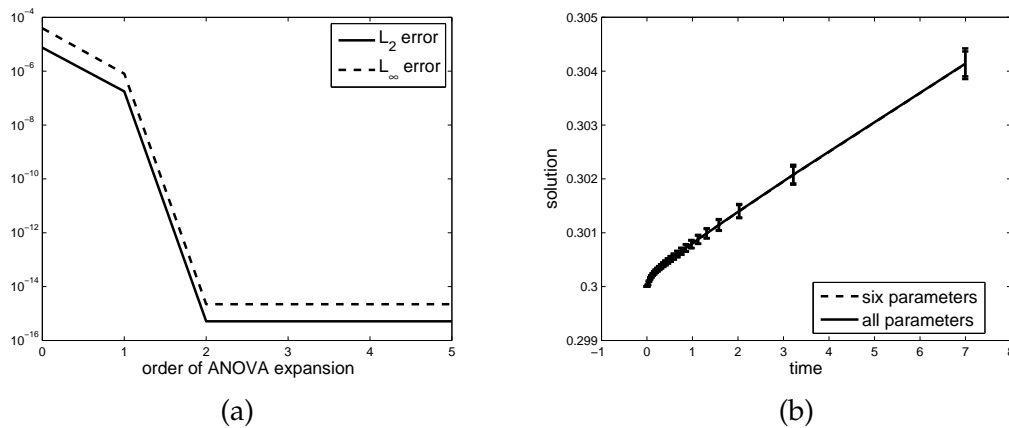 10^-4
10^-6
10^-8
10^-10
10^-12
10^-14
10^-16
0 1 2 3 4 5
order of ANOVA expansion
L_2 error
L_∞ error
(a)
0.305
0.304
0.303
0.302
0.301
0.3
0.299
solution
-1 0 1 2 3 4 5 6 7 8
time
six parameters
all parameters
(b)